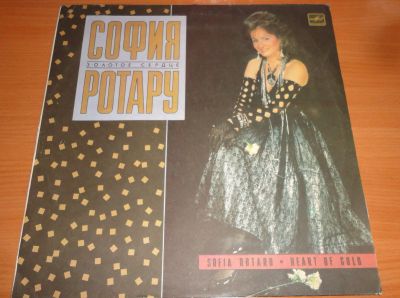 СОФИЯ
ЗОЛОТОЕ СЕРДЦЕ
РОТАРУ
SOFIA ROTARU • HEART OF GOLD